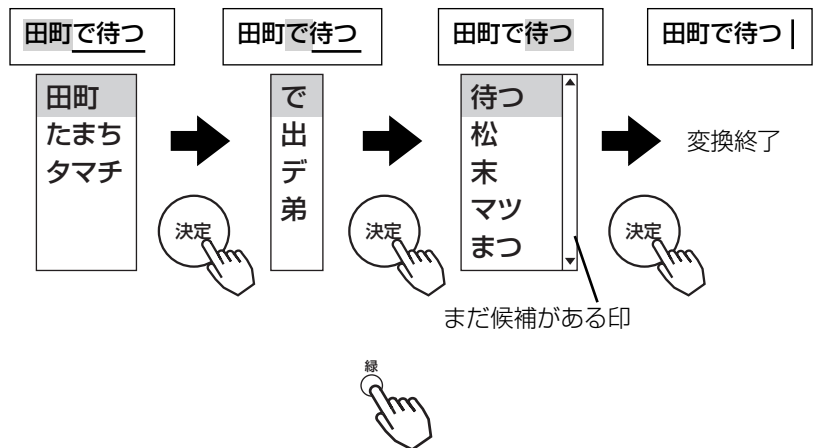 田町で待つ
田町で待つ
田町で待つ
田町で待つ
田町
たまち
タマチ
決定
で
出
デ
弟
決定
待つ
松
末
マツ
まつ
決定
変換終了
まだ候補がある印
緑